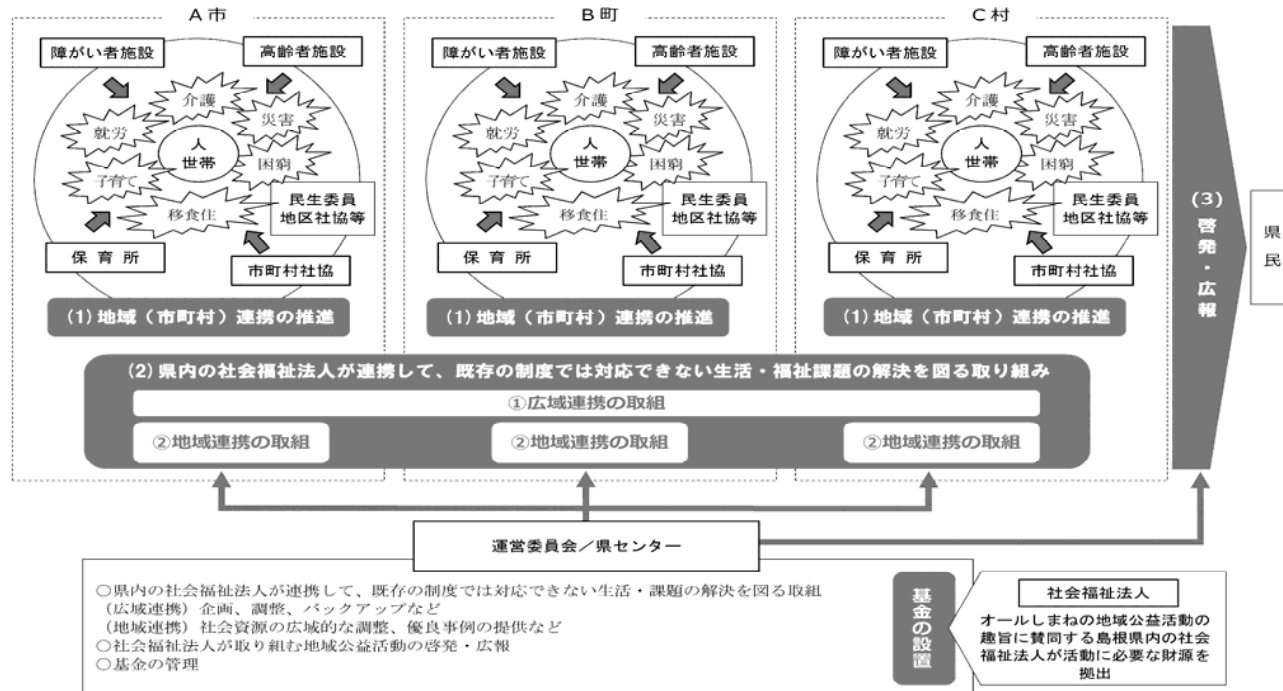 A市
障がい者施設
高齢者施設
介護
災害
就労
人
世帯
困窮
子育て
移食住
民生委員
地区社協等
保育所
市町村社協
(1)地域（市町村）連携の推進
B町
障がい者施設
高齢者施設
介護
災害
就労
人
世帯
困窮
子育て
移食住
民生委員
地区社協等
保育所
市町村社協
(1)地域（市町村）連携の推進
C村
障がい者施設
高齢者施設
介護
災害
就労
人
世帯
困窮
子育て
移食住
民生委員
地区社協等
保育所
市町村社協
(1)地域（市町村）連携の推進
(2)県内の社会福祉法人が連携して、既存の制度では対応できない生活・福祉課題の解決を図る取り組み
①広域連携の取組
②地域連携の取組
②地域連携の取組
②地域連携の取組
(3)啓発・広報
県民
運営委員会／県センター
○県内の社会福祉法人が連携して、既存の制度では対応できない生活・課題の解決を図る取組
（広域連携）企画、調整、バックアップなど
（地域連携）社会資源の広域的な調整、優良事例の提供など
○社会福祉法人が取り組む地域公益活動の啓発・広報
○基金の管理
基金の設置
社会福祉法人
オールしまねの地域公益活動の
趣旨に賛同する島根県内の社会
福祉法人が活動に必要な財源を
拠出